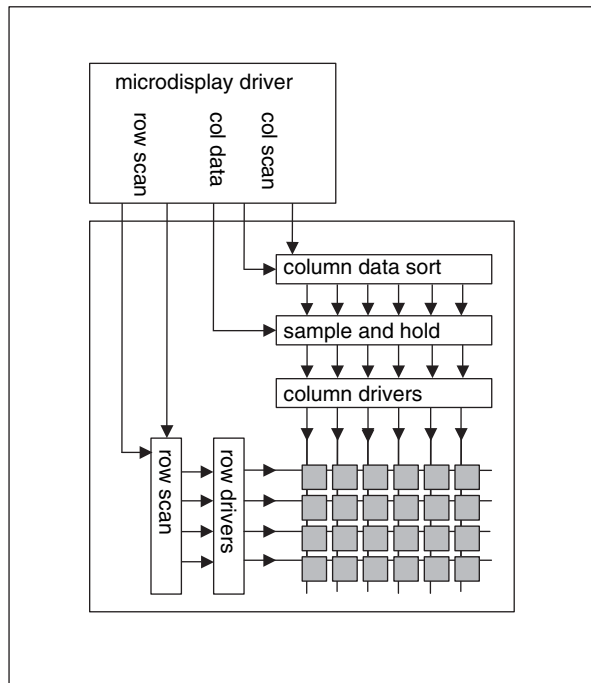 microdisplay driver
row scan
col data
col scan
column data sort
sample and hold
column drivers
row scan
row drivers